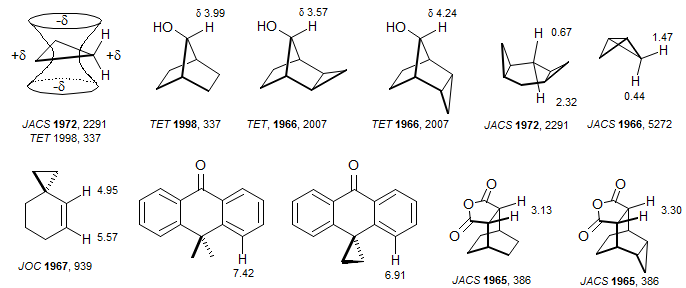 -δ
+δ
H
H
+δ
-δ
JACS 1972, 2291
TET 1998, 337
δ 3.99
HO
H
TET 1998, 337
δ 3.57
HO
H
TET, 1966, 2007
δ 4.24
HO
H
TET 1966, 2007
H 0.67
H
2.32
JACS 1972, 2291
1.47
H
H
0.44
JACS 1966, 5272
H 4.95
H 5.57
JOC 1967, 939
O
H
7.42
O
H
6.91
O
O
O
H
H
3.13
JACS 1965, 386
O
O
O
H
H
3.30
JACS 1965, 386